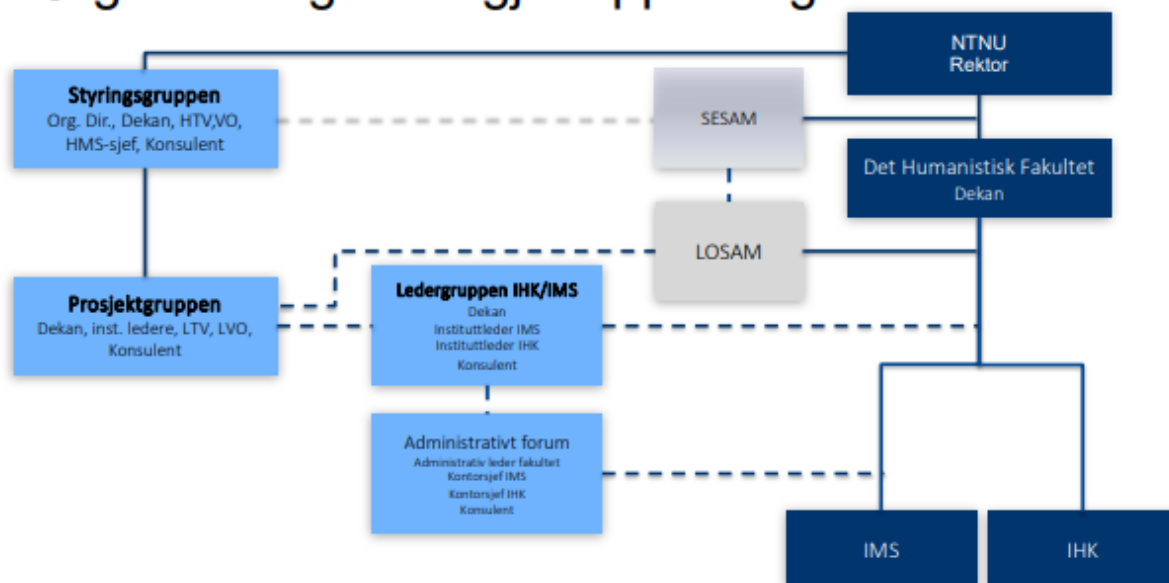 NTNU
Rektor
Styringsgruppen
Org. Dir., Dekan, HTV,VO,
HMS-sjef, Konsulent
SESAM
Det Humanistisk Fakultet
Dekan
LOSAM
Prosjektgruppen
Dekan, inst. ledere, LTV, LVO,
Konsulent
Ledergruppen IHK/IMS
Dekan
Instituttleder IMS
Instituttleder IHK
Konsulent
Administrativt forum
Administrativ leder fakultet
Kontorsjef IMS
Kontorsjef IHK
Konsulent
IMS
IHK